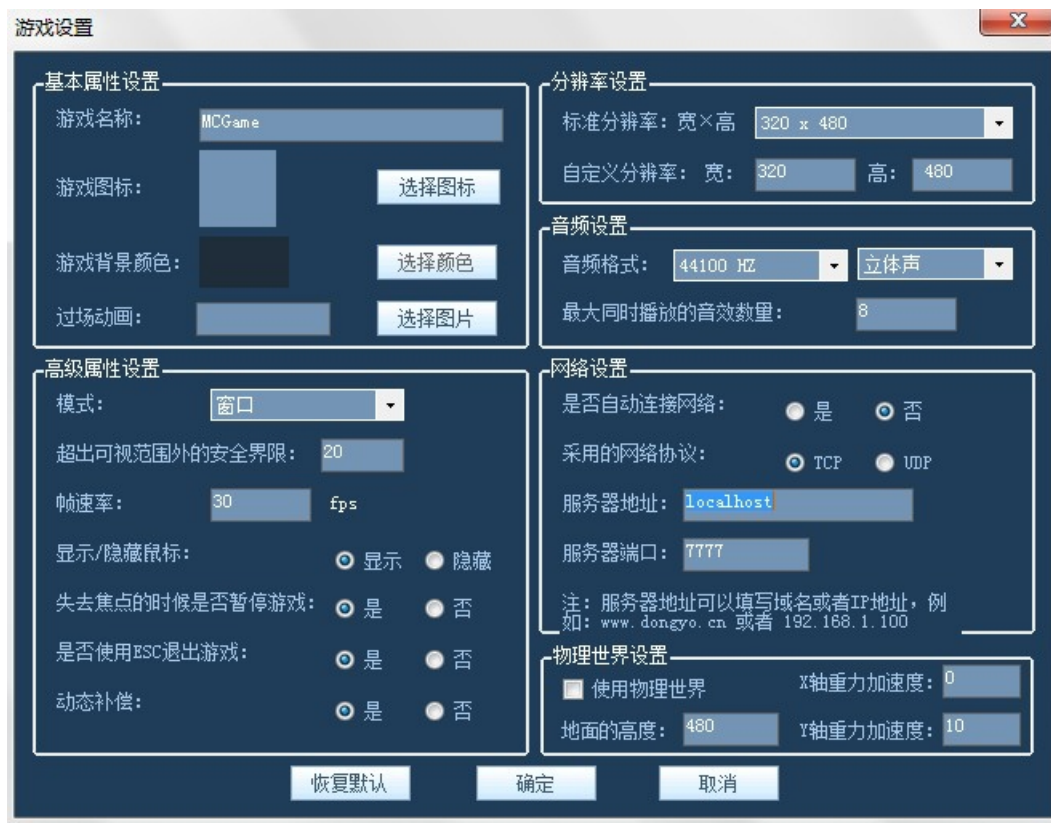 游戏设置
基本属性设置
游戏名称： MCGame
游戏图标： 选择图标
游戏背景颜色： 选择颜色
过场动画： 选择图片
高级属性设置
模式： 窗口
超出可视范围外的安全界限： 20
帧速率： 30 fps
显示/隐藏鼠标： 显示 隐藏
失去焦点的时候是否暂停游戏： 是 否
是否使用ESC退出游戏： 是 否
动态补偿： 是 否
分辨率设置
标准分辨率：宽×高 320 x 480
自定义分辨率： 宽： 320 高： 480
音频设置
音频格式： 44100 HZ 立体声
最大同时播放的音效数量： 8
网络设置
是否自动连接网络： 是 否
采用的网络协议： TCP UDP
服务器地址： localhost
服务器端口： 7777
注：服务器地址可以填写域名或者IP地址，例
如：www.dongyo.cn 或者 192.168.1.100
物理世界设置
使用物理世界 X轴重力加速度： 0
地面的高度： 480 Y轴重力加速度： 10
恢复默认 确定 取消